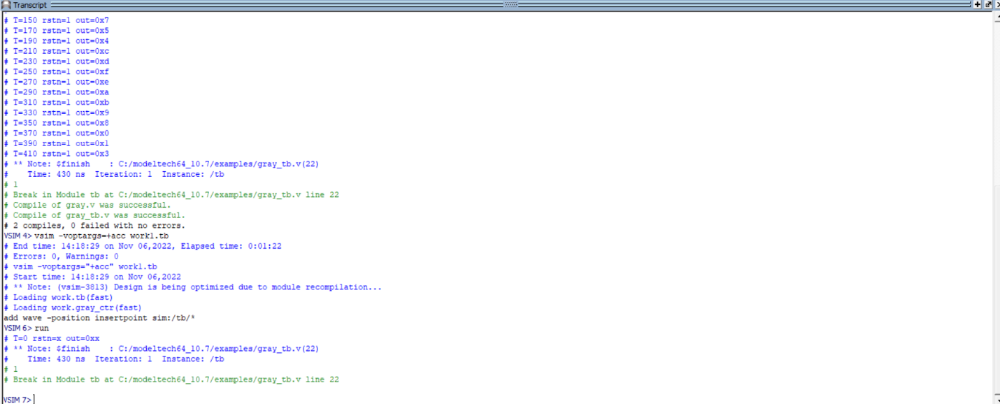 Transcript
# T=150 rstn=1 out=0x7
# T=170 rstn=1 out=0x5
# T=190 rstn=1 out=0x4
# T=210 rstn=1 out=0xc
# T=230 rstn=1 out=0xd
# T=250 rstn=1 out=0xf
# T=270 rstn=1 out=0xe
# T=290 rstn=1 out=0xa
# T=310 rstn=1 out=0xb
# T=330 rstn=1 out=0x9
# T=350 rstn=1 out=0x8
# T=370 rstn=1 out=0x0
# T=390 rstn=1 out=0x1
# T=410 rstn=1 out=0x3
# ** Note: $finish    : C:/modeltech64_10.7/examples/gray_tb.v(22)
#    Time: 430 ns  Iteration: 1  Instance: /tb
# 1
# Break in Module tb at C:/modeltech64_10.7/examples/gray_tb.v line 22
# Compile of gray.v was successful.
# Compile of gray_tb.v was successful.
# 2 compiles, 0 failed with no errors.
VSIM 4> vsim -voptargs=+acc work1.tb
# End time: 14:18:29 on Nov 06,2022, Elapsed time: 0:01:22
# Errors: 0, Warnings: 0
# vsim -voptargs="+acc" work1.tb
# Start time: 14:18:29 on Nov 06,2022
# ** Note: (vsim-3813) Design is being optimized due to module recompilation...
# Loading work.tb(fast)
# Loading work.gray_ctr(fast)
add wave -position insertpoint sim:/tb/*
VSIM 6> run
# T=0 rstn=x out=0xx
# ** Note: $finish    : C:/modeltech64_10.7/examples/gray_tb.v(22)
#    Time: 430 ns  Iteration: 1  Instance: /tb
# 1
# Break in Module tb at C:/modeltech64_10.7/examples/gray_tb.v line 22
VSIM 7>